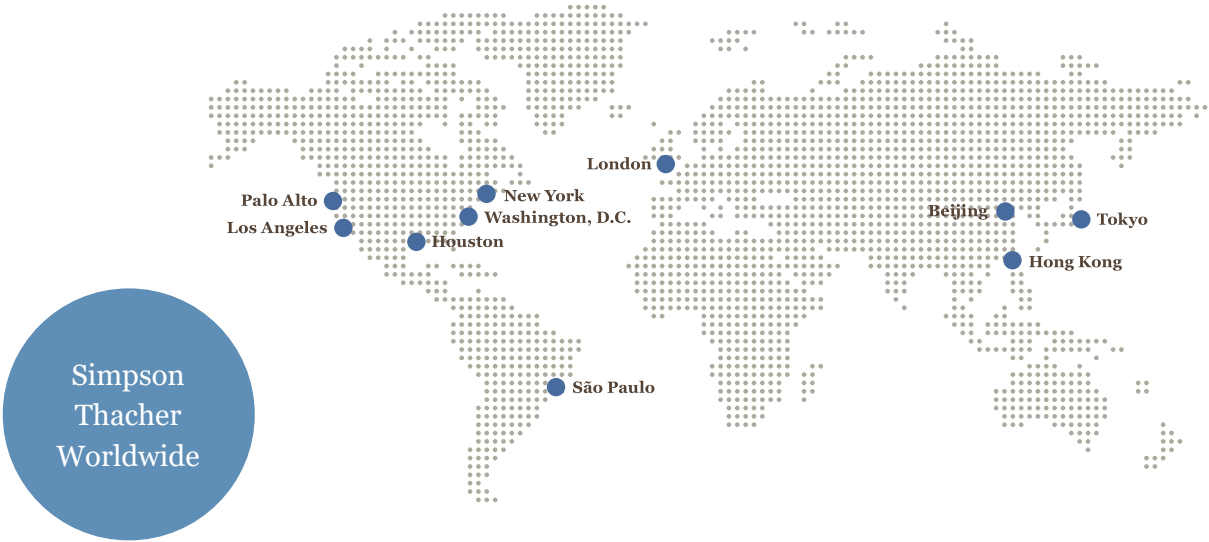 London
Palo Alto
New York
Beijing
Washington, D.C.
Tokyo
Los Angeles
Houston
Hong Kong
São Paulo
Simpson
Thacher
Worldwide